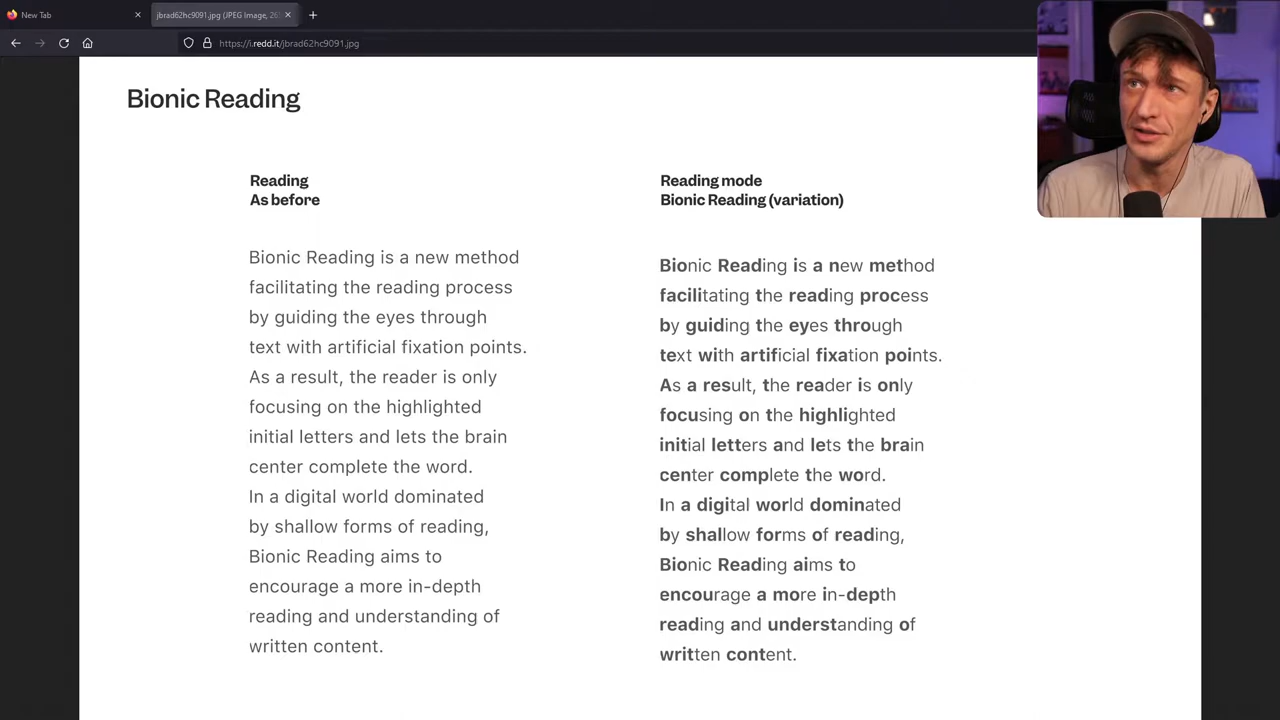 New Tab
jbrad62hc9091.jpg (JPEG Image, 26
https://i.redd.it/jbrad62hc9091.jpg
Bionic Reading
Reading
As before
Bionic Reading is a new method
facilitating the reading process
by guiding the eyes through
text with artificial fixation points.
As a result, the reader is only
focusing on the highlighted
initial letters and lets the brain
center complete the word.
In a digital world dominated
by shallow forms of reading,
Bionic Reading aims to
encourage a more in-depth
reading and understanding of
written content.
Reading mode
Bionic Reading (variation)
Bionic Reading is a new method
facilitating the reading process
by guiding the eyes through
text with artificial fixation points.
As a result, the reader is only
focusing on the highlighted
initial letters and lets the brain
center complete the word.
In a digital world dominated
by shallow forms of reading,
Bionic Reading aims to
encourage a more in-depth
reading and understanding of
written content.